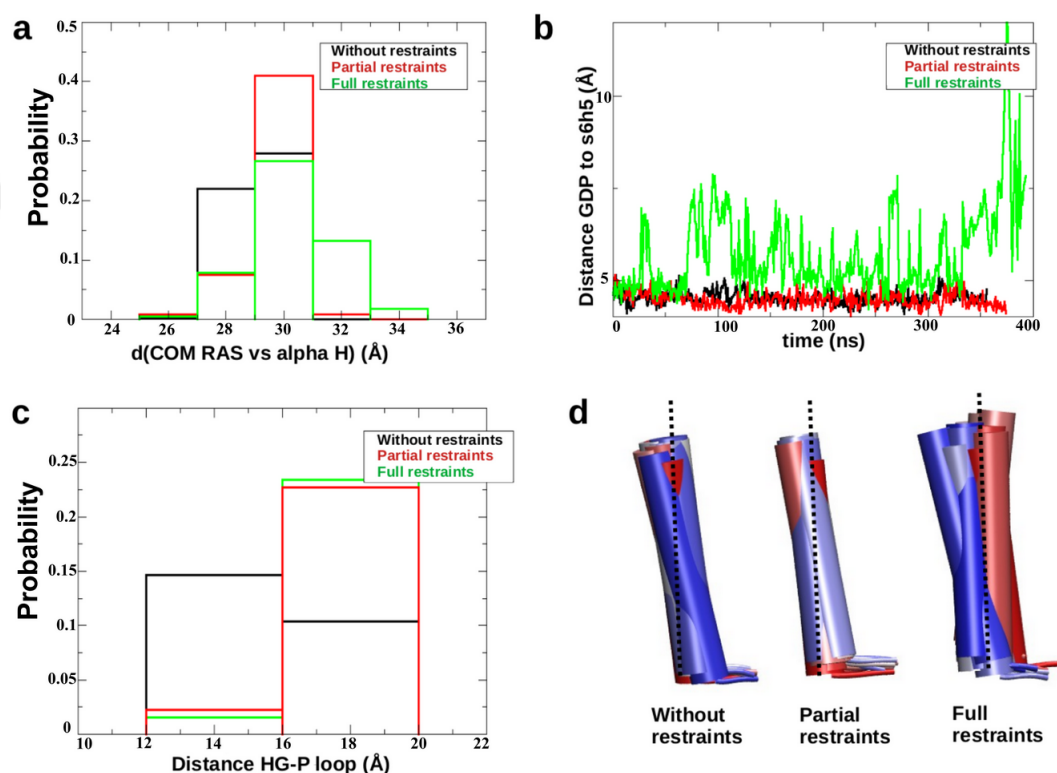 a
0.5
0.4
0.3
0.2
0.1
0
Probability
Without restraints
Partial restraints
Full restraints
24 26 28 30 32 34 36
d(COM RAS vs alpha H) (Å)
b
10
5
Distance GDP to s6h5 (Å)
Without restraints
Partial restraints
Full restraints
0 100 200 300 400
time (ns)
c
0.25
0.2
0.15
0.1
0.05
0
Probability
Without restraints
Partial restraints
Full restraints
10 12 14 16 18 20 22
Distance HG-P loop (Å)
d
Without
restraints
Partial
restraints
Full
restraints